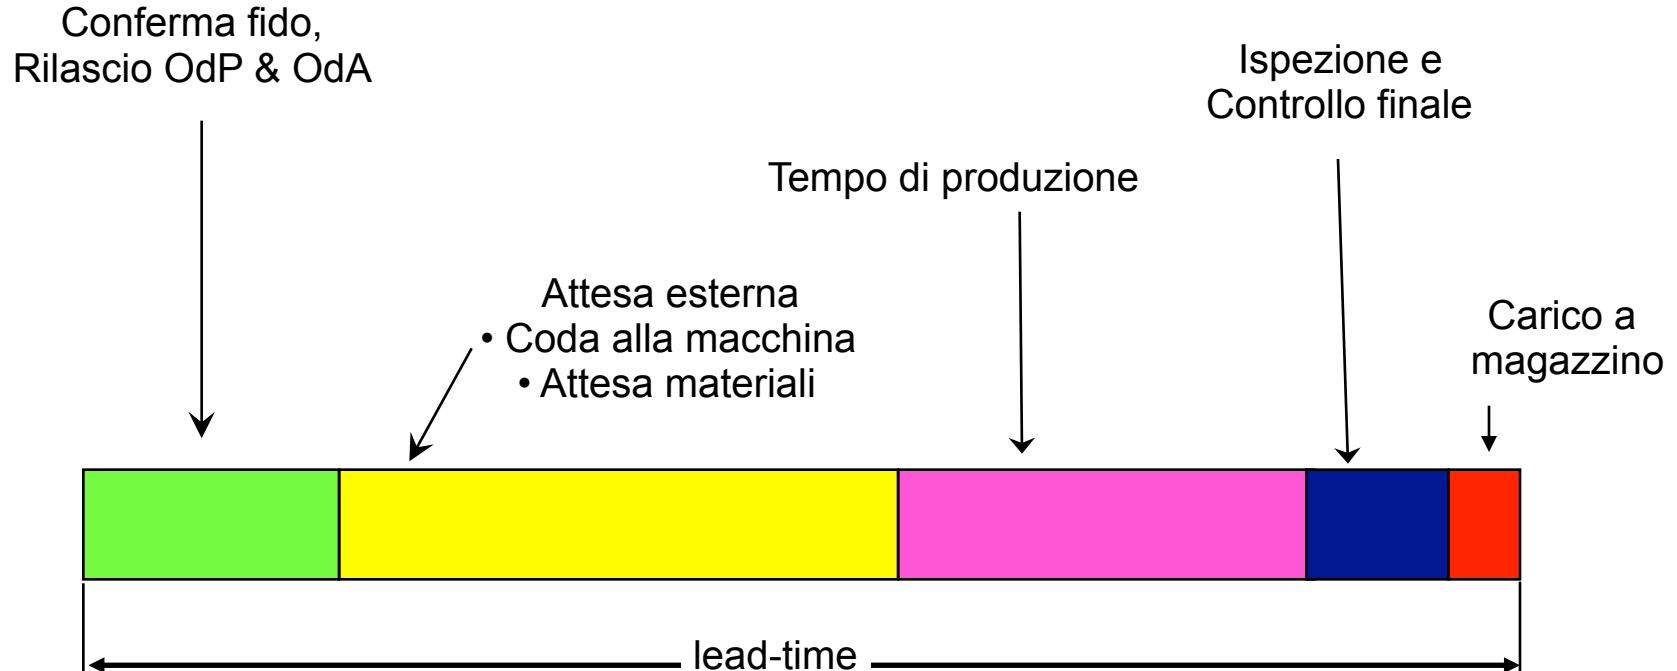 Conferma fido,
Rilascio OdP & OdA
Ispezione e
Controllo finale
Tempo di produzione
Attesa esterna
• Coda alla macchina
• Attesa materiali
Carico a
magazzino
lead-time